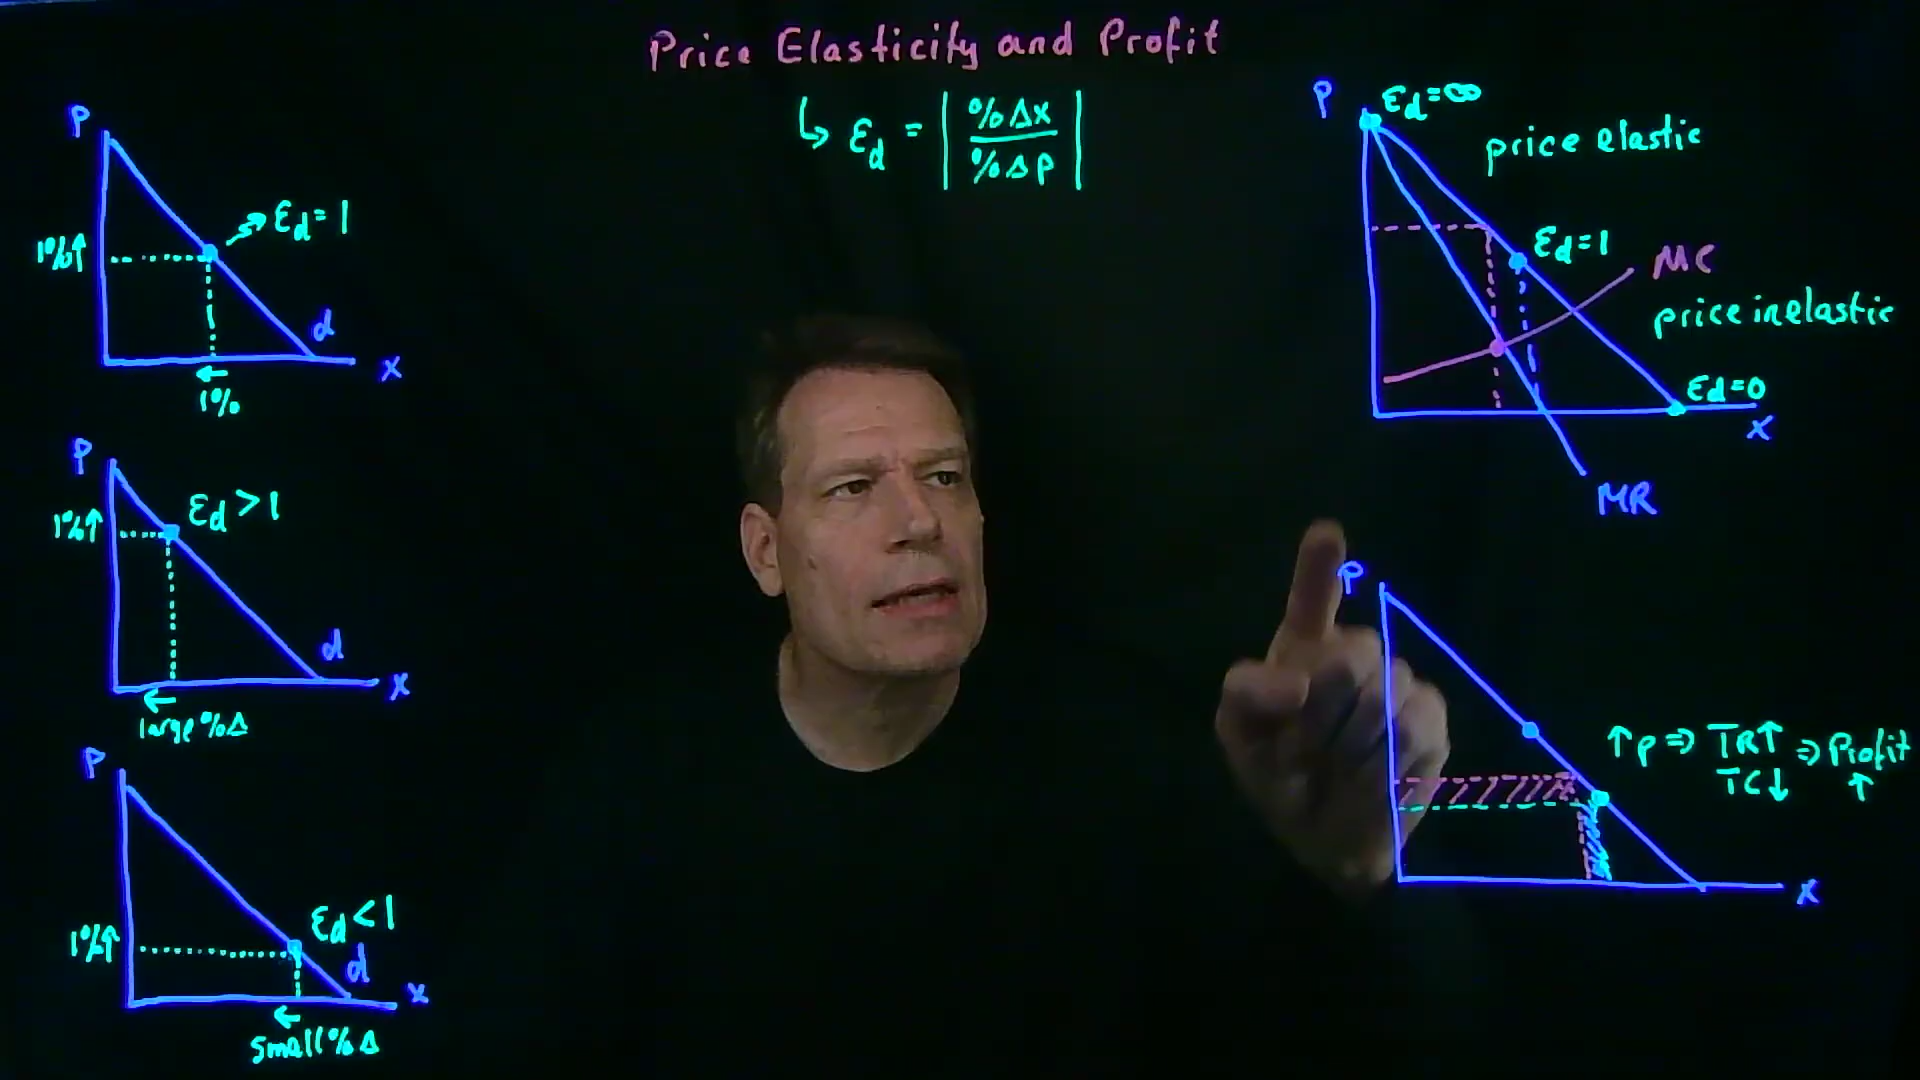 Price Elasticity and Profit
↳ εd = | %Δx / %Δp |
P
εd = 1
1%↑
d
x
←
1%
P
εd > 1
1%↑
d
x
←
large %Δ
P
εd < 1
1%↑
d
x
←
small % Δ
P
εd = ∞
price elastic
εd = 1
MC
price inelastic
εd = 0
x
MR
P
↑p ⇒ TR↑ ⇒ Profit
TC↓ ↑
x